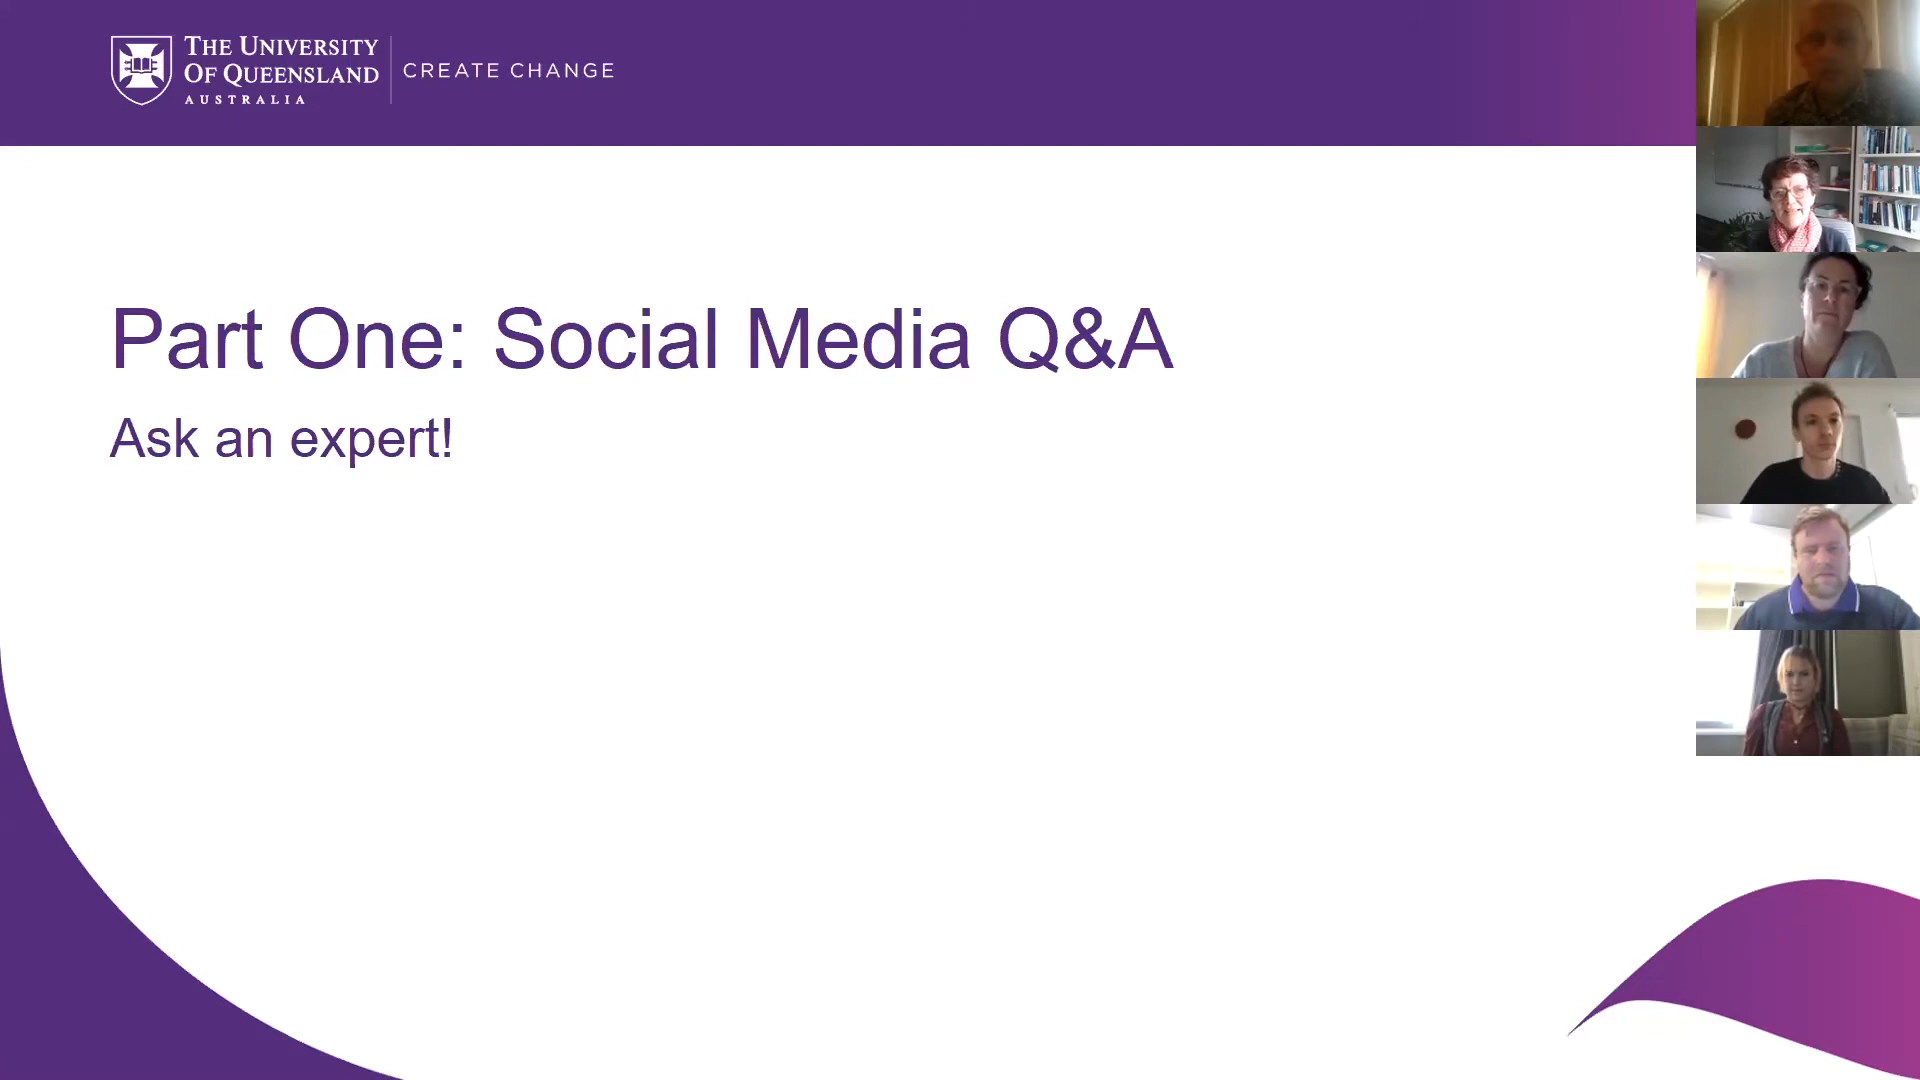 THE UNIVERSITY
OF QUEENSLAND
AUSTRALIA
CREATE CHANGE
Part One: Social Media Q&A
Ask an expert!